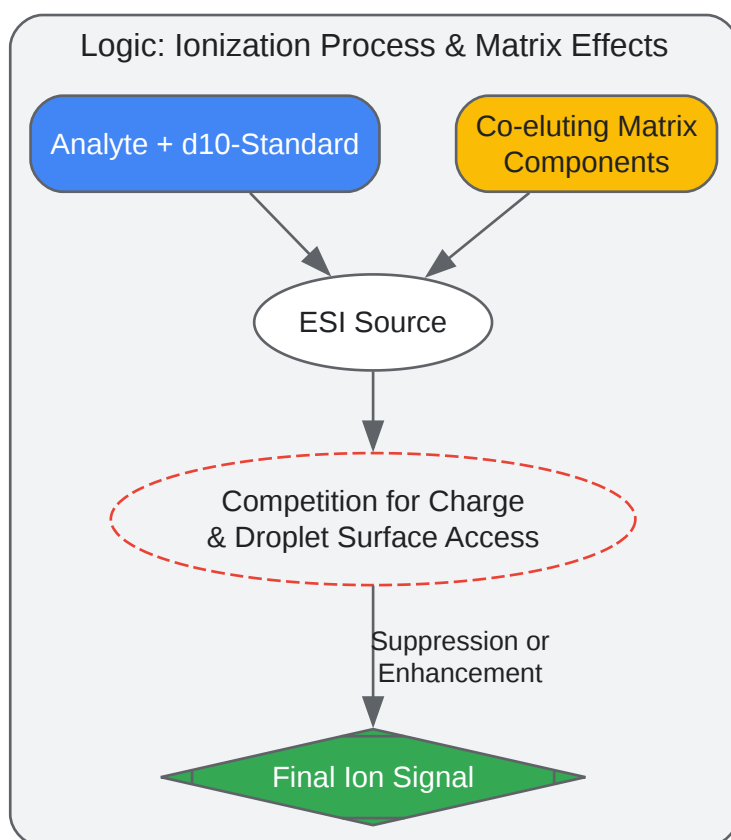 Logic: Ionization Process & Matrix Effects
Analyte + d10-Standard
Co-eluting Matrix
Components
ESI Source
Competition for Charge
& Droplet Surface Access
Suppression or
Enhancement
Final Ion Signal